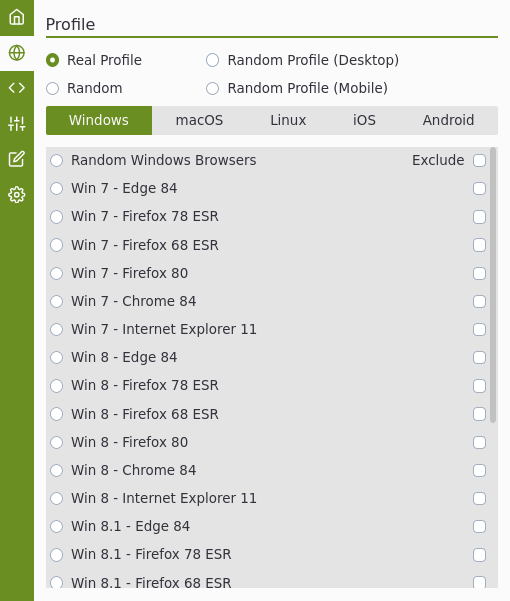 Profile
Real Profile Random Profile (Desktop)
Random Random Profile (Mobile)
Windows macOS Linux iOS Android
Random Windows Browsers Exclude
Win 7 - Edge 84
Win 7 - Firefox 78 ESR
Win 7 - Firefox 68 ESR
Win 7 - Firefox 80
Win 7 - Chrome 84
Win 7 - Internet Explorer 11
Win 8 - Edge 84
Win 8 - Firefox 78 ESR
Win 8 - Firefox 68 ESR
Win 8 - Firefox 80
Win 8 - Chrome 84
Win 8 - Internet Explorer 11
Win 8.1 - Edge 84
Win 8.1 - Firefox 78 ESR
Win 8.1 - Firefox 68 ESR